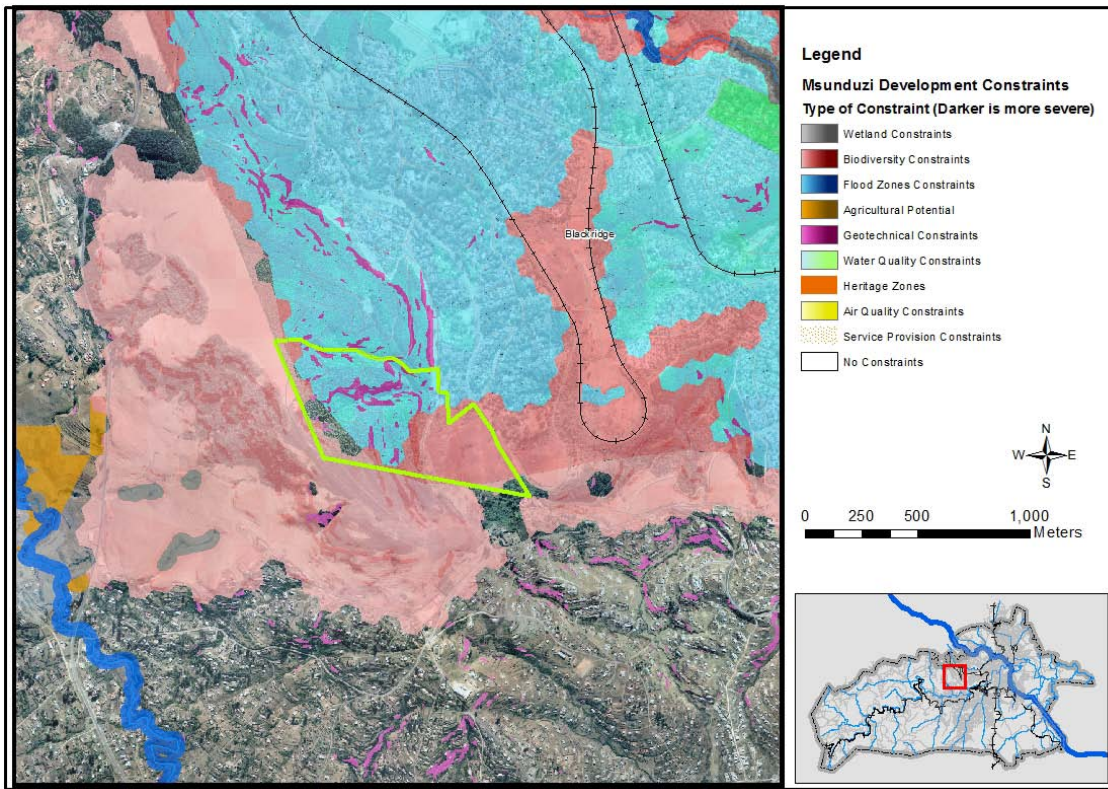 Blackridge
Legend
Msunduzi Development Constraints
Type of Constraint (Darker is more severe)
Wetland Constraints
Biodiversity Constraints
Flood Zones Constraints
Agricultural Potential
Geotechnical Constraints
Water Quality Constraints
Heritage Zones
Air Quality Constraints
Service Provision Constraints
No Constraints
N
W E
S
0 250 500 1,000
Meters